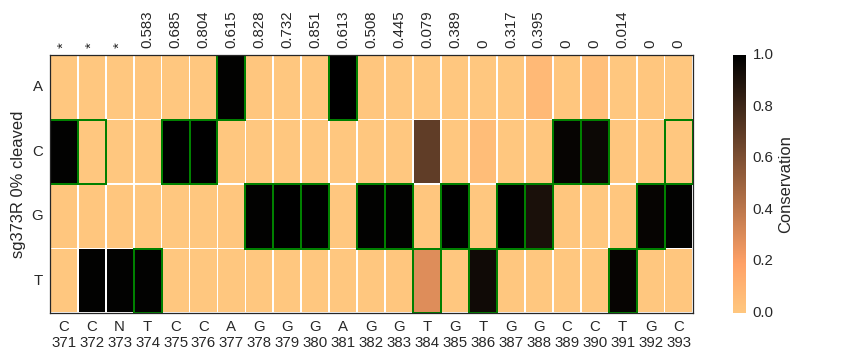 * * * 0.583 0.685 0.804 0.615 0.828 0.732 0.851 0.613 0.508 0.445 0.079 0.389 0 0.317 0.395 0 0 0.014 0 0
sg373R 0% cleaved
A
C
G
T
C C N T C C A G G G A G G T G T G G C C T G C
371 372 373 374 375 376 377 378 379 380 381 382 383 384 385 386 387 388 389 390 391 392 393
1.0
0.8
0.6
0.4
0.2
0.0
Conservation